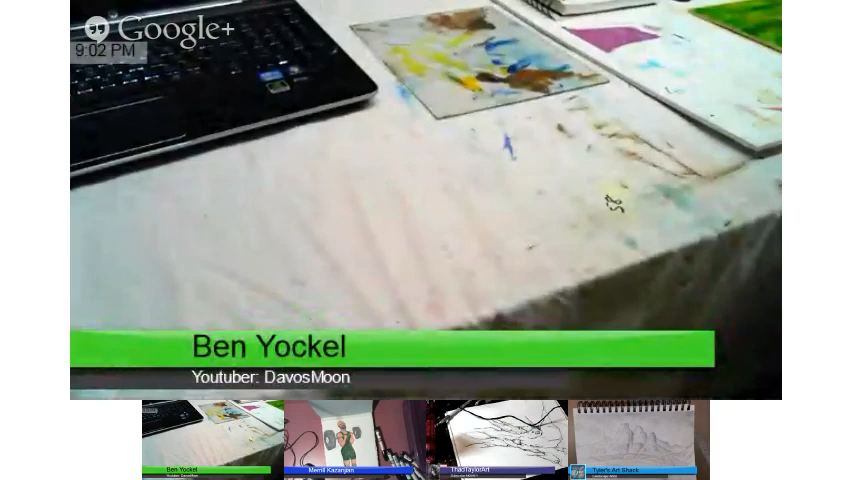 Google+
9:02 PM
Ben Yockel
Youtuber: DavosMoon
Ben Yockel
Merrill Kazanjian
ThadTaylorArt
Tyler's Art Shack